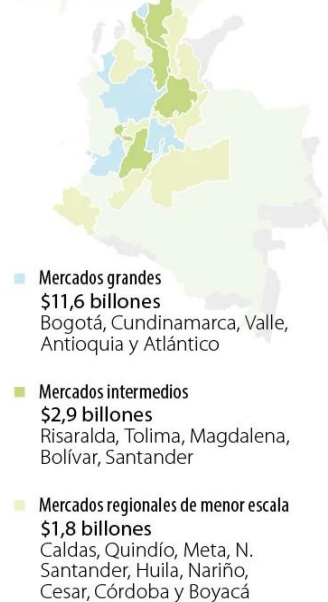 Mercados grandes
$11,6 billones
Bogotá, Cundinamarca, Valle,
Antioquia y Atlántico
Mercados intermedios
$2,9 billones
Risaralda, Tolima, Magdalena,
Bolívar, Santander
Mercados regionales de menor escala
$1,8 billones
Caldas, Quindío, Meta, N.
Santander, Huila, Nariño,
Cesar, Córdoba y Boyacá